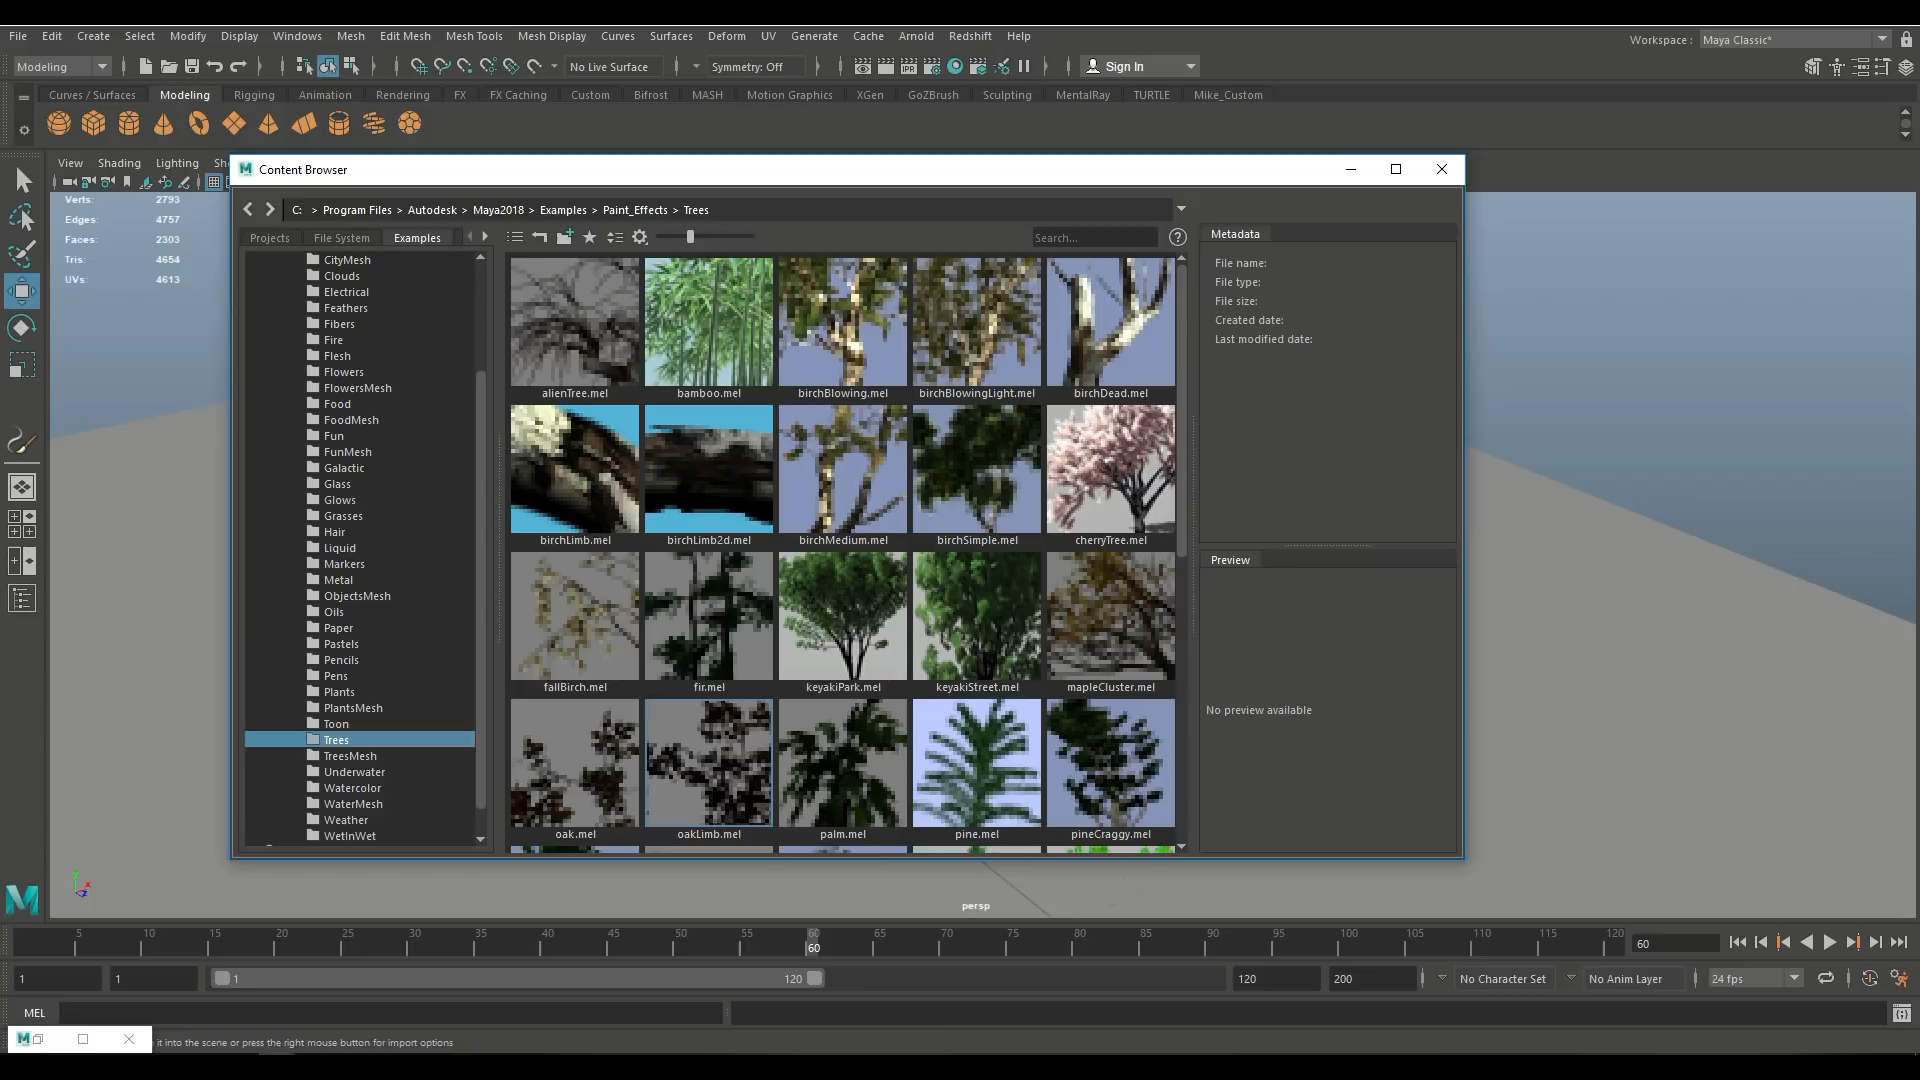 File Edit Create Select Modify Display Windows Mesh Edit Mesh Mesh Tools Mesh Display Curves Surfaces Deform UV Generate Cache Arnold Redshift Help
Workspace : Maya Classic*
Modeling No Live Surface Symmetry: Off Sign In
Curves / Surfaces Modeling Rigging Animation Rendering FX FX Caching Custom Bifrost MASH Motion Graphics XGen GoZBrush Sculpting MentalRay TURTLE Mike_Custom
View Shading Lighting
Content Browser
Verts: 2793
Edges: 4757
Faces: 2303
Tris: 4654
UVs: 4613
C: > Program Files > Autodesk > Maya2018 > Examples > Paint_Effects > Trees
Projects File System Examples
Search...
CityMesh
Clouds
Electrical
Feathers
Fibers
Fire
Flesh
Flowers
FlowersMesh
Food
FoodMesh
Fun
FunMesh
Galactic
Glass
Glows
Grasses
Hair
Liquid
Markers
Metal
ObjectsMesh
Oils
Paper
Pastels
Pencils
Pens
Plants
PlantsMesh
Toon
Trees
TreesMesh
Underwater
Watercolor
WaterMesh
Weather
WetInWet
alienTree.mel bamboo.mel birchBlowing.mel birchBlowingLight.mel birchDead.mel
birchLimb.mel birchLimb2d.mel birchMedium.mel birchSimple.mel cherryTree.mel
fallBirch.mel fir.mel keyakiPark.mel keyakiStreet.mel mapleCluster.mel
oak.mel oakLimb.mel palm.mel pine.mel pineCraggy.mel
Metadata
File name:
File type:
File size:
Created date:
Last modified date:
Preview
No preview available
persp
5 10 15 20 25 30 35 40 45 50 55 60 65 70 75 80 85 90 95 100 105 110 115 120
60
60
1 1 1 120 120 200 No Character Set No Anim Layer 24 fps
MEL
it into the scene or press the right mouse button for import options